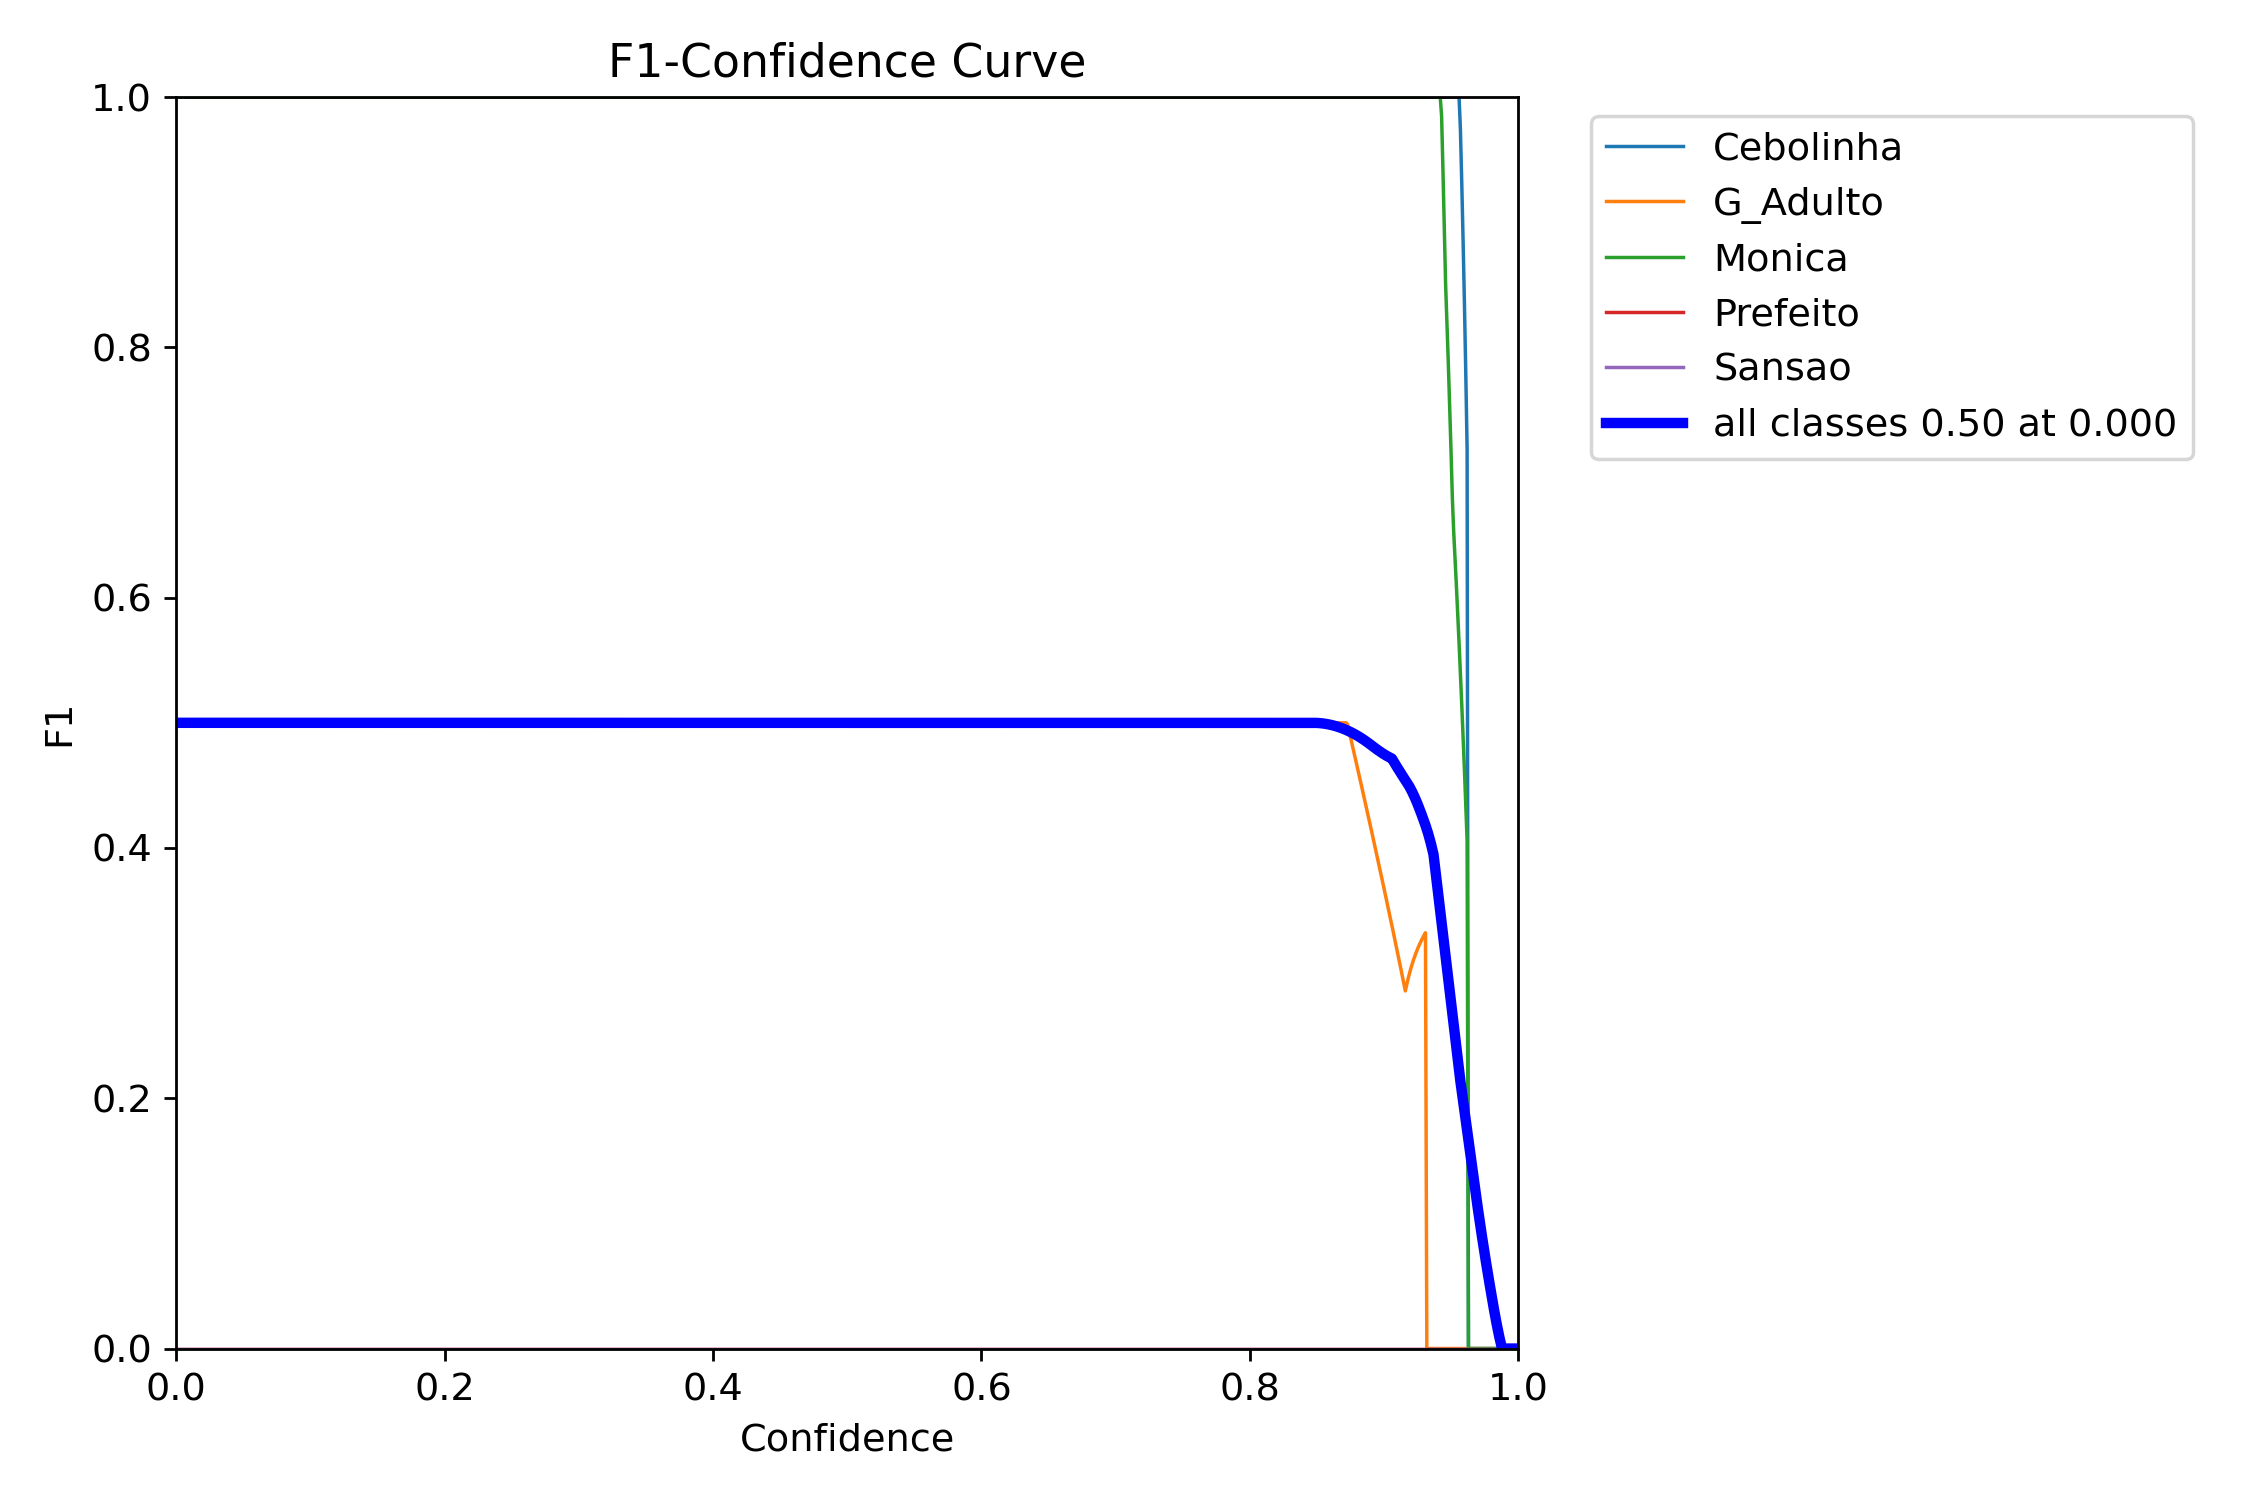 F1-Confidence Curve
1.0
0.8
0.6
0.4
0.2
0.0
F1
0.0
0.2
0.4
0.6
0.8
1.0
Confidence
Cebolinha
G_Adulto
Monica
Prefeito
Sansao
all classes 0.50 at 0.000